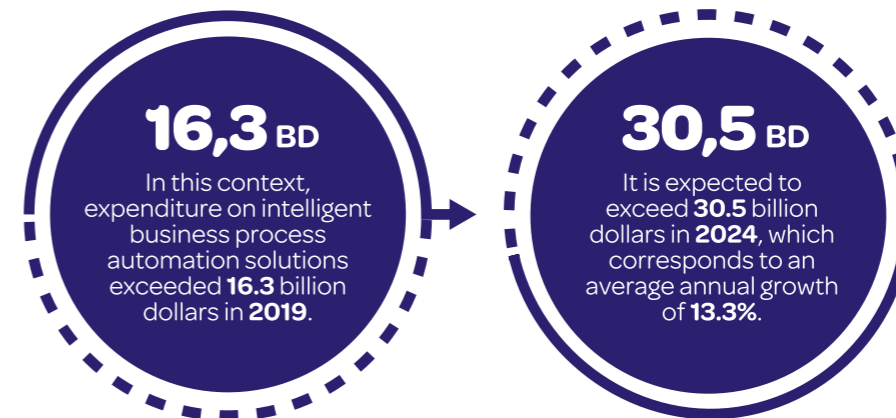 16,3 BD
In this context,
expenditure on intelligent
business process
automation solutions
exceeded 16.3 billion
dollars in 2019.
30,5 BD
It is expected to
exceed 30.5 billion
dollars in 2024, which
corresponds to an
average annual growth
of 13.3%.